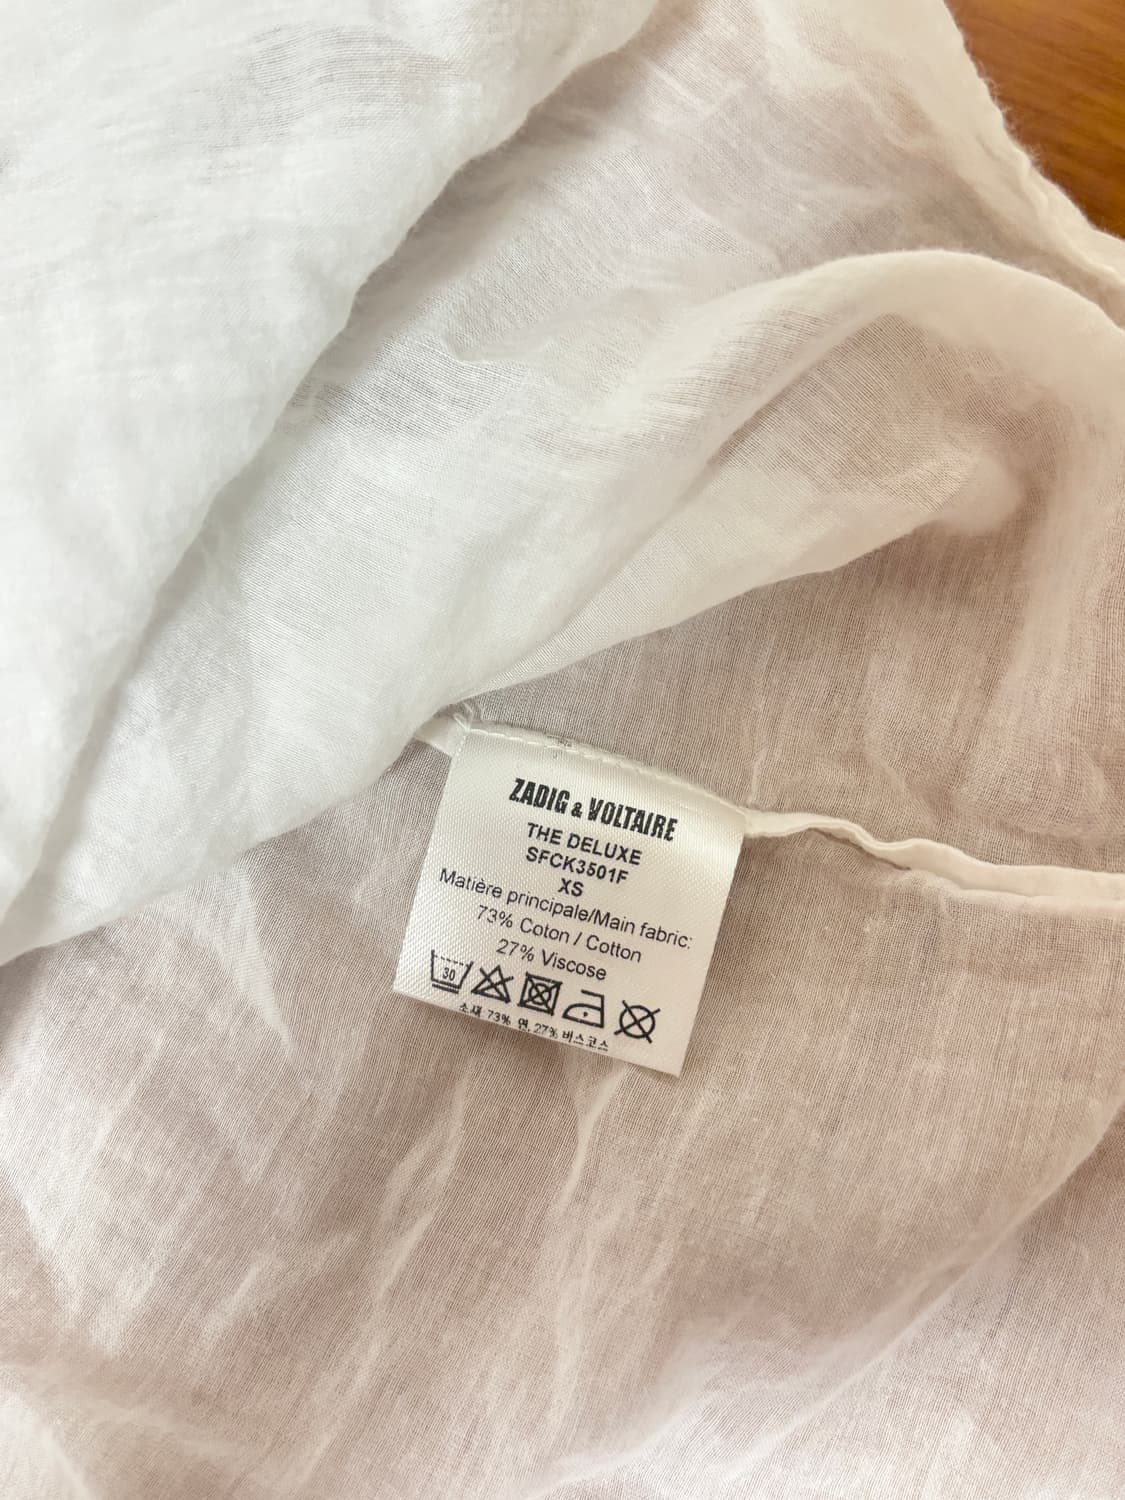 ZADIG & VOLTAIRE
THE DELUXE
SFCK3501F
XS
Matière principale/Main fabric:
73% Coton / Cotton
27% Viscose
30
소재 73% 면, 27% 비스코스